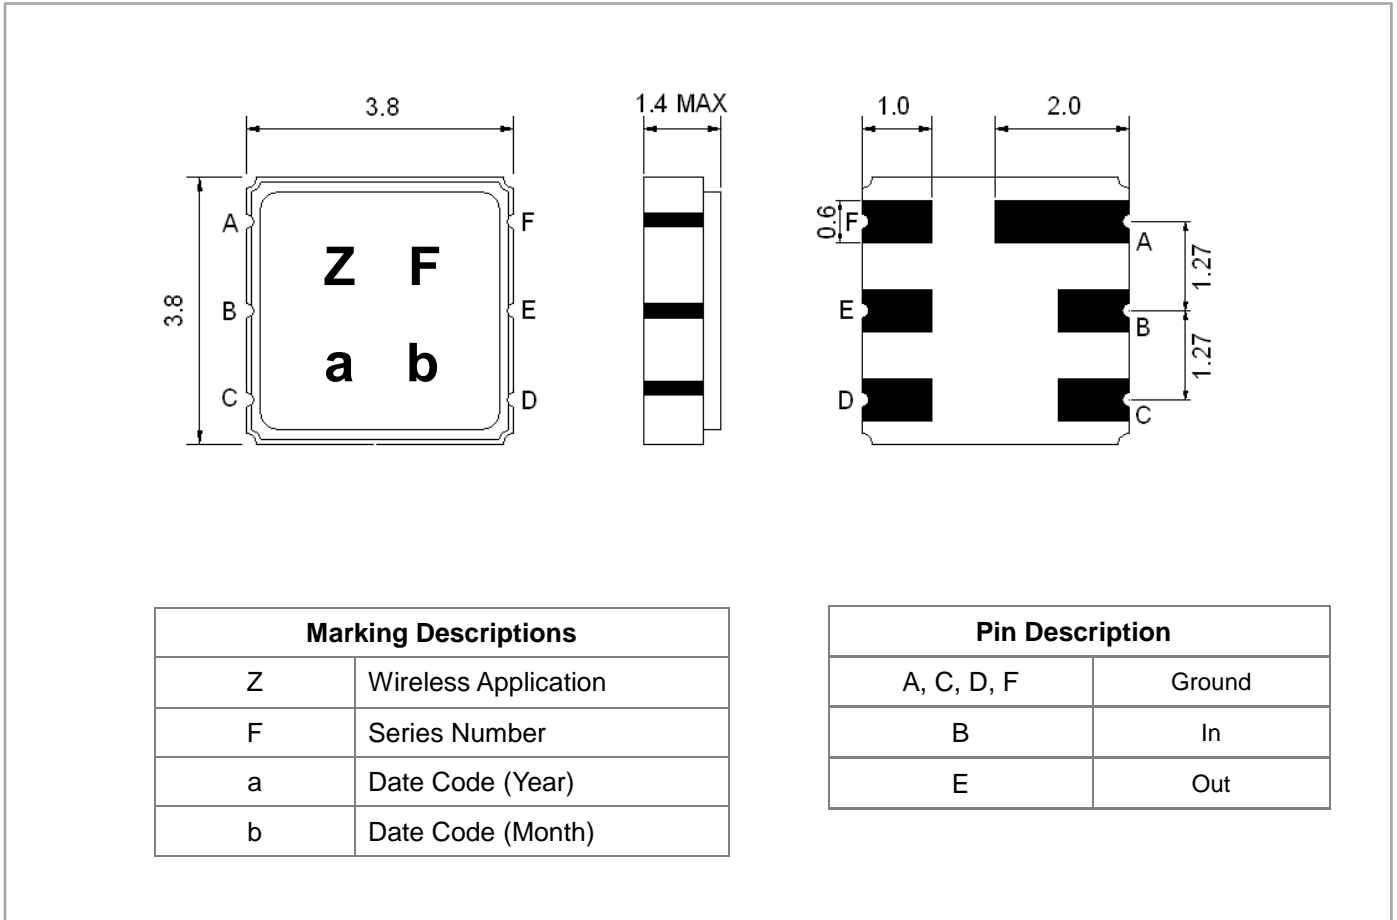 3.8
1.4 MAX
1.0
2.0
3.8
A
B
C
F
E
D
Z F
a b
0.6
F
E
D
A
B
C
1.27
1.27
Marking Descriptions
Z Wireless Application
F Series Number
a Date Code (Year)
b Date Code (Month)
Pin Description
A, C, D, F Ground
B In
E Out